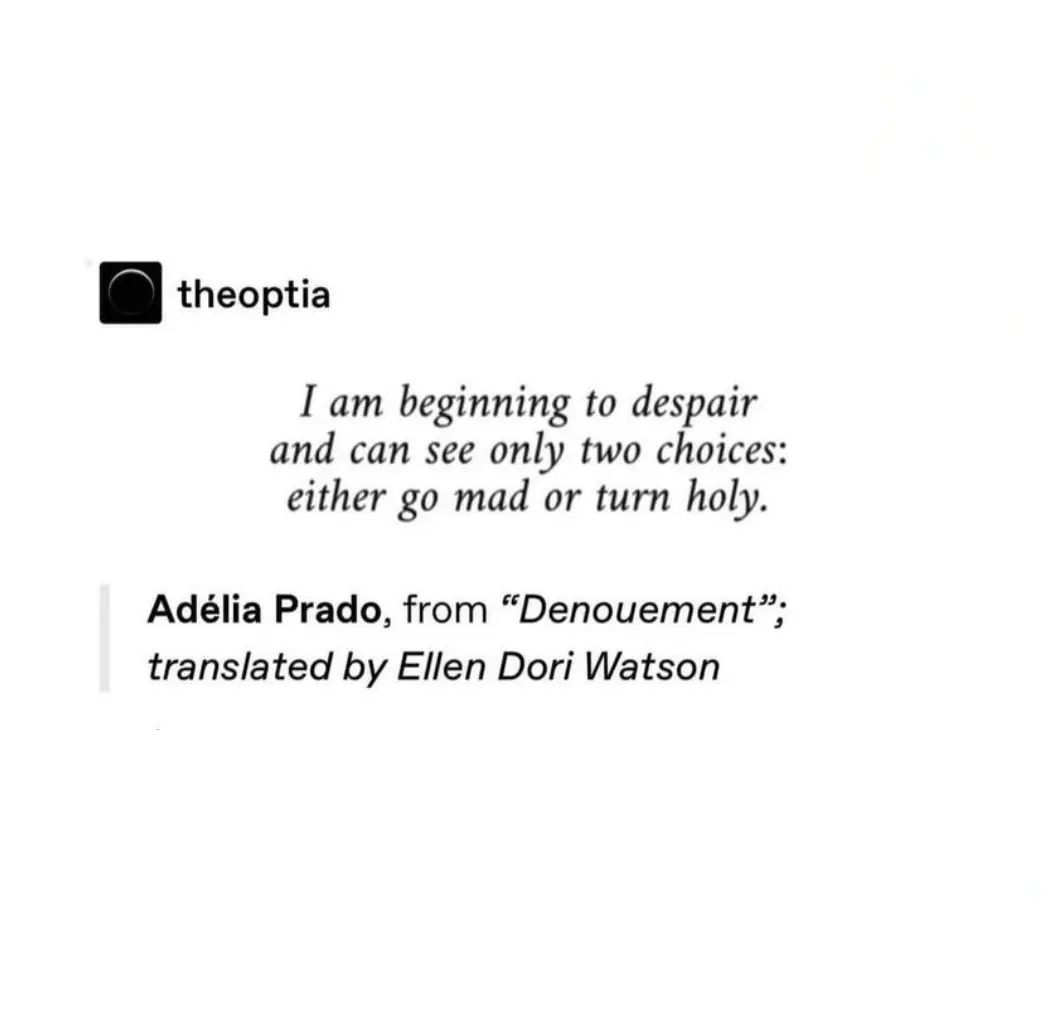 theoptia
I am beginning to despair
and can see only two choices:
either go mad or turn holy.
Adélia Prado, from “Denouement”;
translated by Ellen Dori Watson